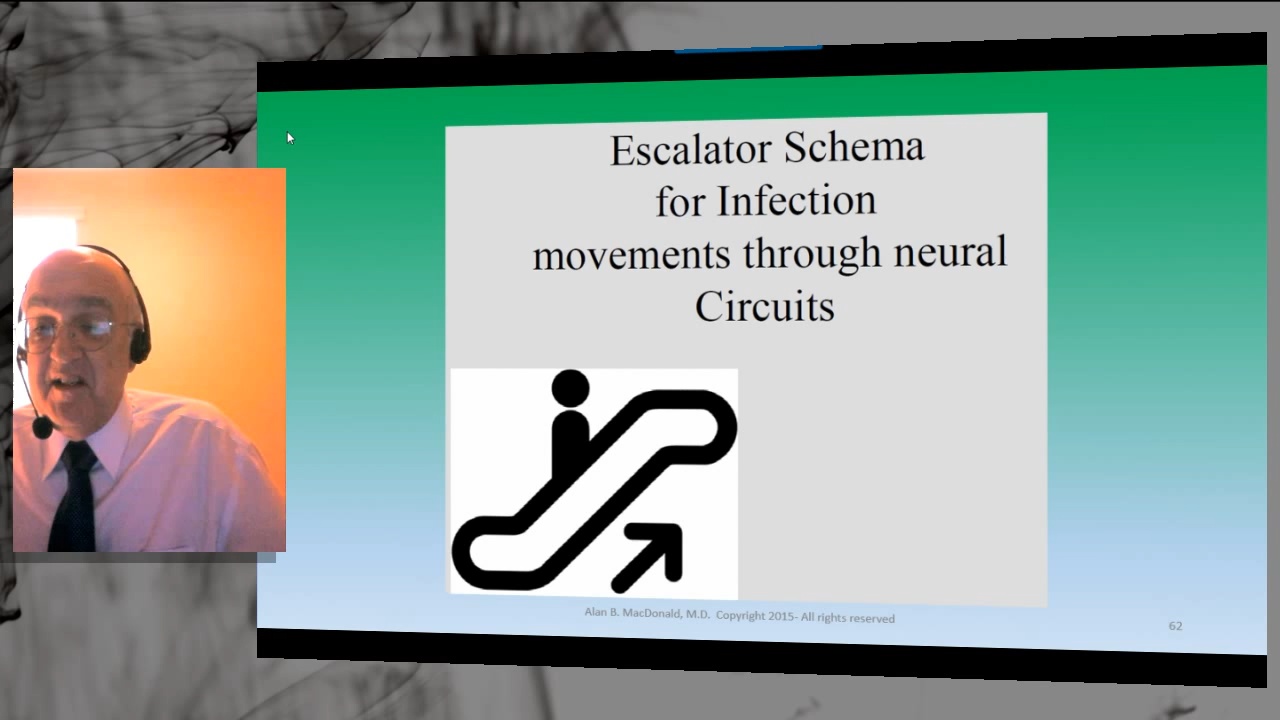 Escalator Schema
for Infection
movements through neural
Circuits
Alan B. MacDonald, M.D. Copyright 2015- All rights reserved
62